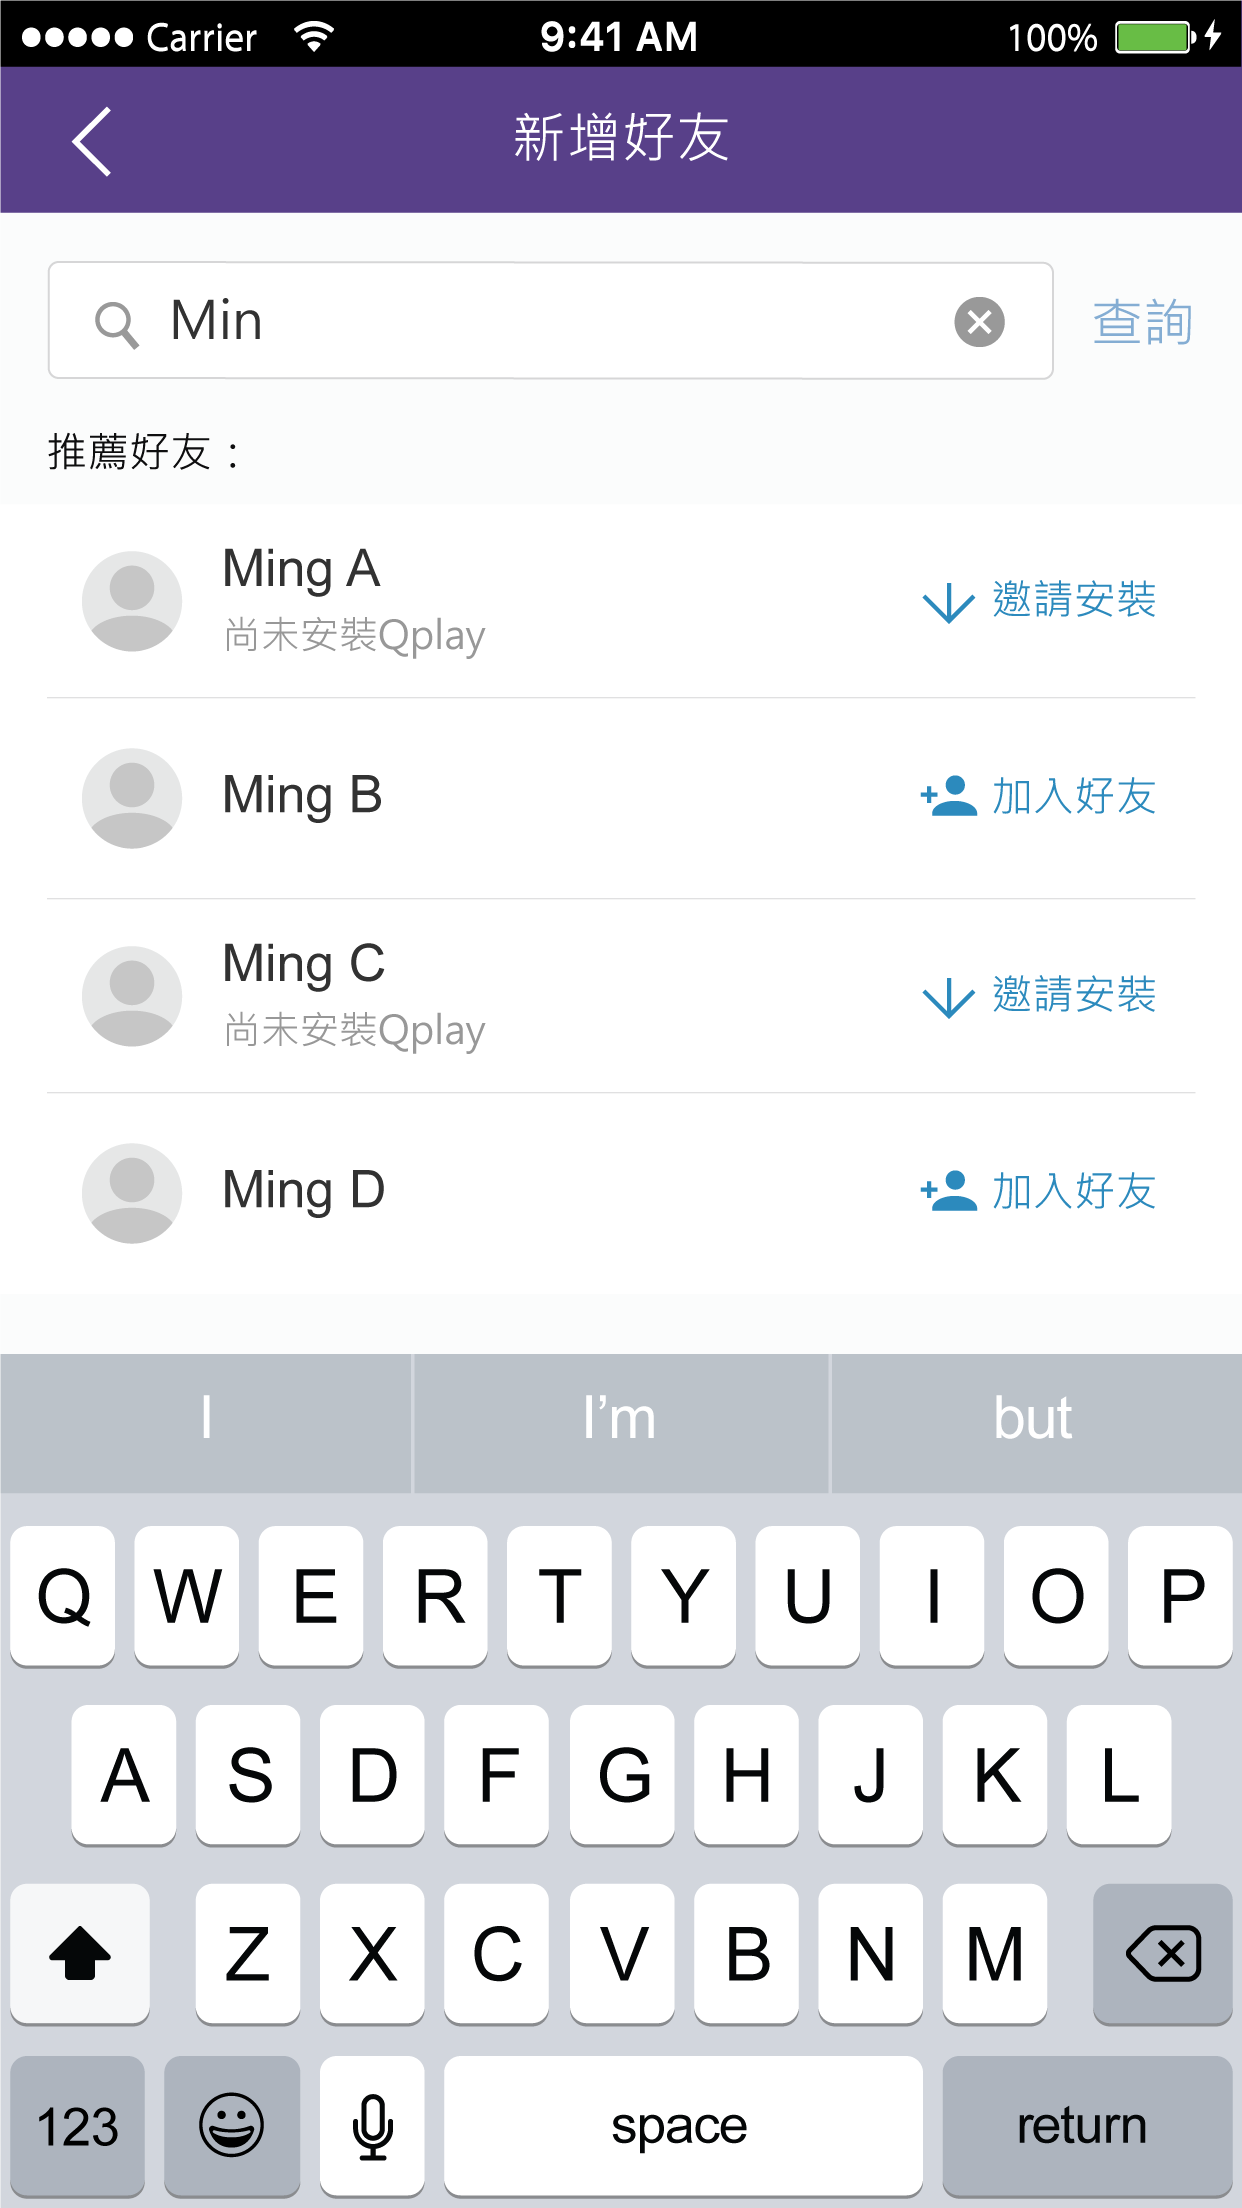 Carrier 9:41 AM 100%
新增好友
Min 查詢
推薦好友：
Ming A
尚未安裝Qplay
邀請安裝
Ming B
加入好友
Ming C
尚未安裝Qplay
邀請安裝
Ming D
加入好友
I I’m but
Q W E R T Y U I O P
A S D F G H J K L
Z X C V B N M
123 space return